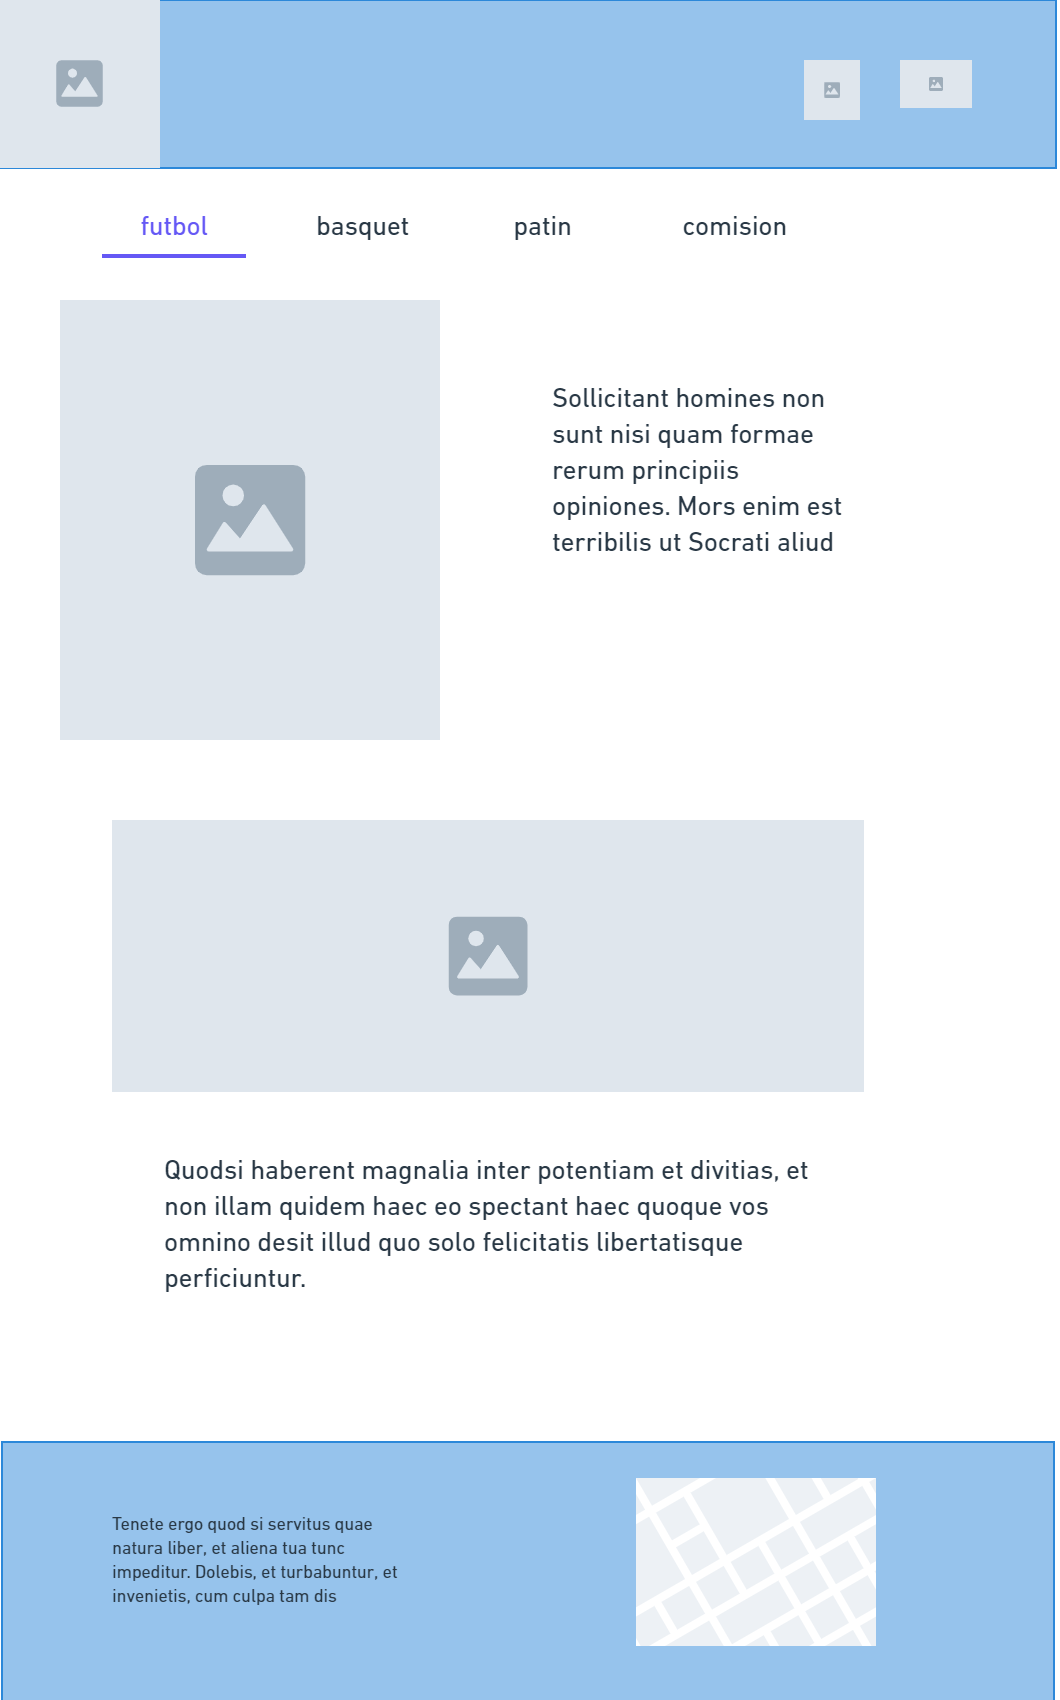 futbol basquet patin comision
Sollicitant homines non
sunt nisi quam formae
rerum principiis
opiniones. Mors enim est
terribilis ut Socrati aliud
Quodsi haberent magnalia inter potentiam et divitias, et
non illam quidem haec eo spectant haec quoque vos
omnino desit illud quo solo felicitatis libertatisque
perficiuntur.
Tenete ergo quod si servitus quae
natura liber, et aliena tua tunc
impeditur. Dolebis, et turbabuntur, et
invenietis, cum culpa tam dis